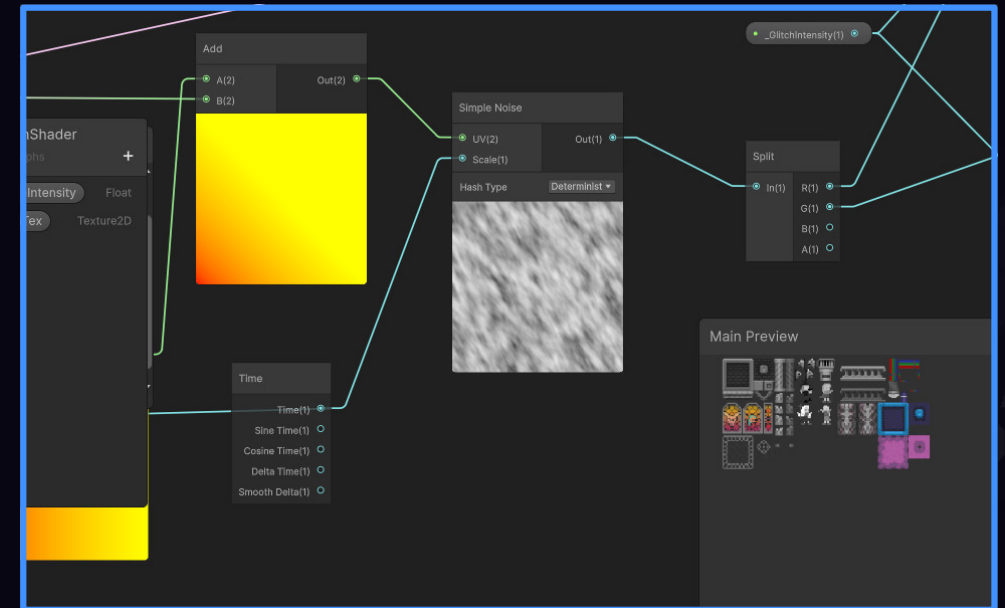 _GlitchIntensity(1)
Add
A(2)
Out(2)
B(2)
Simple Noise
nShader
UV(2)
Out(1)
Scale(1)
phs
+
Split
Hash Type
Determinist
In(1)
R(1)
Intensity
Float
G(1)
Tex
Texture2D
B(1)
A(1)
Main Preview
Time
Time(1)
Sine Time(1)
Cosine Time(1)
Delta Time(1)
Smooth Delta(1)